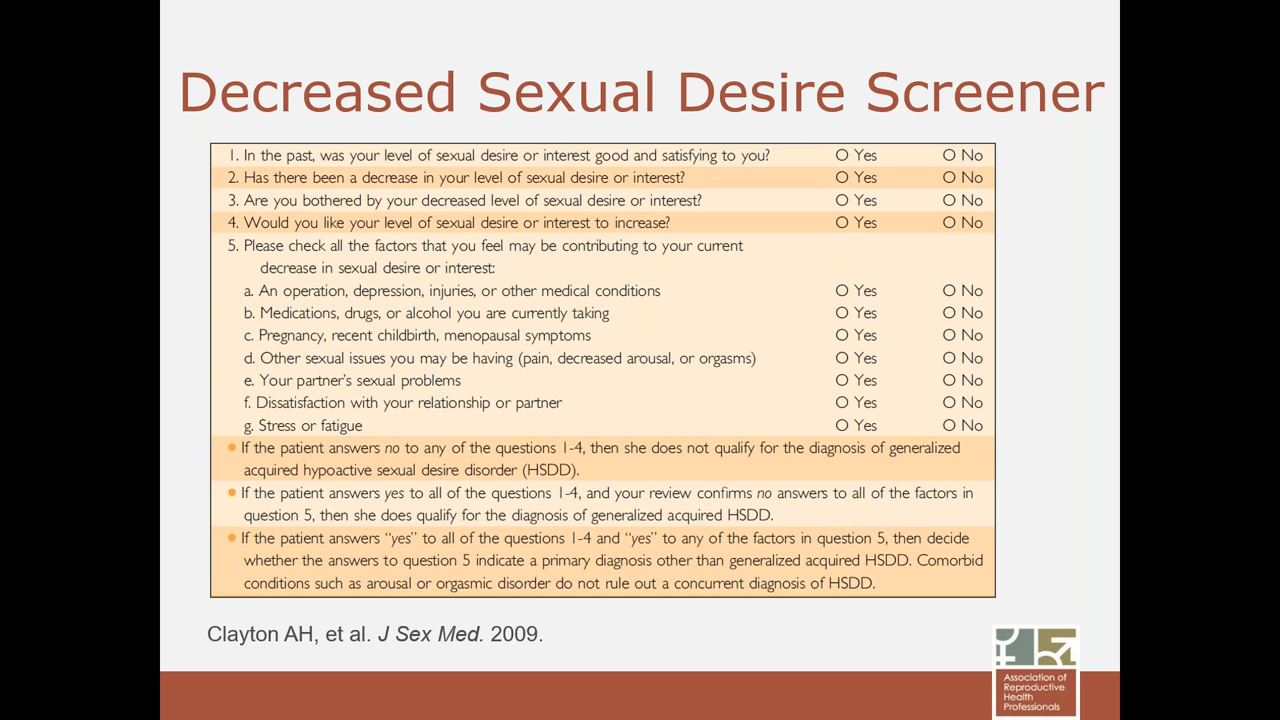 Decreased Sexual Desire Screener
1. In the past, was your level of sexual desire or interest good and satisfying to you? O Yes O No
2. Has there been a decrease in your level of sexual desire or interest? O Yes O No
3. Are you bothered by your decreased level of sexual desire or interest? O Yes O No
4. Would you like your level of sexual desire or interest to increase? O Yes O No
5. Please check all the factors that you feel may be contributing to your current
decrease in sexual desire or interest:
a. An operation, depression, injuries, or other medical conditions O Yes O No
b. Medications, drugs, or alcohol you are currently taking O Yes O No
c. Pregnancy, recent childbirth, menopausal symptoms O Yes O No
d. Other sexual issues you may be having (pain, decreased arousal, or orgasms) O Yes O No
e. Your partner's sexual problems O Yes O No
f. Dissatisfaction with your relationship or partner O Yes O No
g. Stress or fatigue O Yes O No
• If the patient answers no to any of the questions 1-4, then she does not qualify for the diagnosis of generalized
acquired hypoactive sexual desire disorder (HSDD).
• If the patient answers yes to all of the questions 1-4, and your review confirms no answers to all of the factors in
question 5, then she does qualify for the diagnosis of generalized acquired HSDD.
• If the patient answers "yes" to all of the questions 1-4 and "yes" to any of the factors in question 5, then decide
whether the answers to question 5 indicate a primary diagnosis other than generalized acquired HSDD. Comorbid
conditions such as arousal or orgasmic disorder do not rule out a concurrent diagnosis of HSDD.
Clayton AH, et al. J Sex Med. 2009.
Association of
Reproductive
Health
Professionals